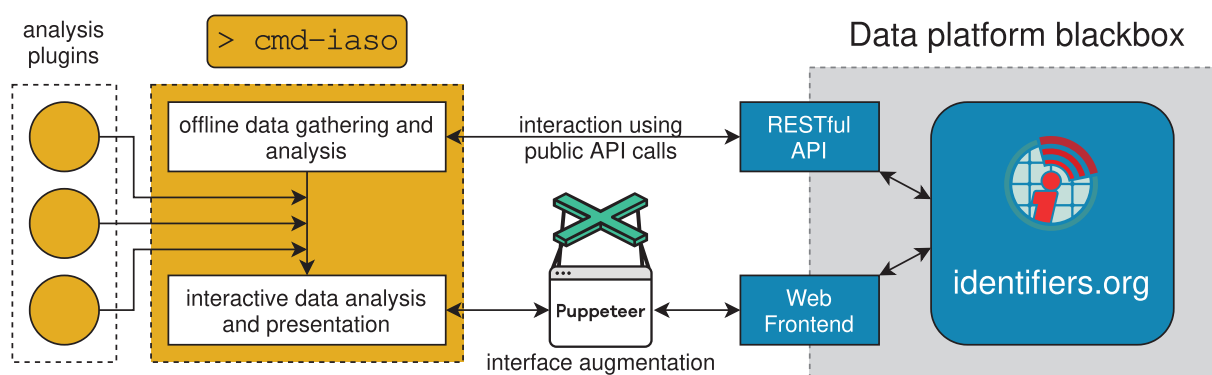 analysis
plugins
> cmd-iaso
Data platform blackbox
offline data gathering and
analysis
interaction using
public API calls
RESTful
API
identifiers.org
interactive data analysis
and presentation
Puppeteer
interface augmentation
Web
Frontend